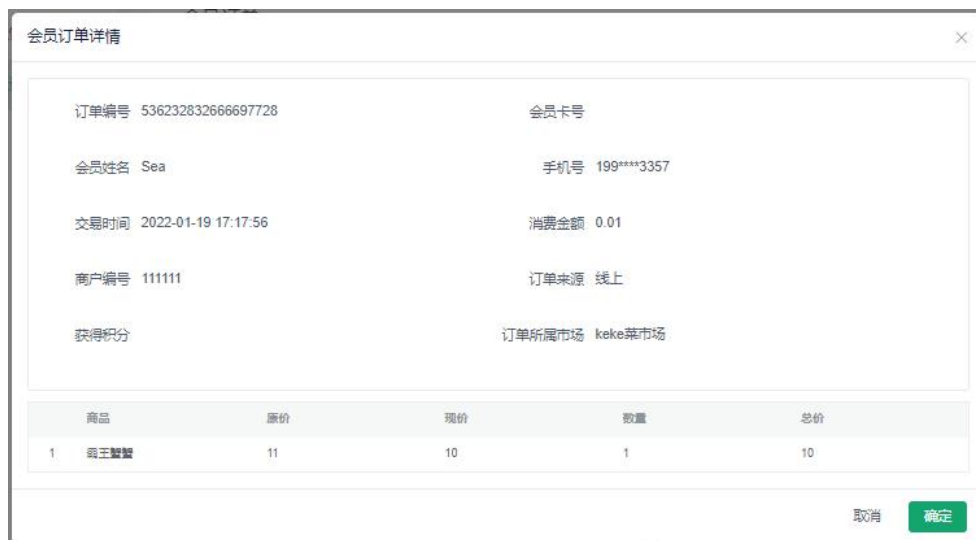 会员订单详情
订单编号 536232832666697728 会员卡号
会员姓名 Sea 手机号 199****3357
交易时间 2022-01-19 17:17:56 消费金额 0.01
商户编号 111111 订单来源 线上
获得积分 订单所属市场 keke菜市场
商品 原价 现价 数量 总价
1 霸王蟹蟹 11 10 1 10
取消 确定